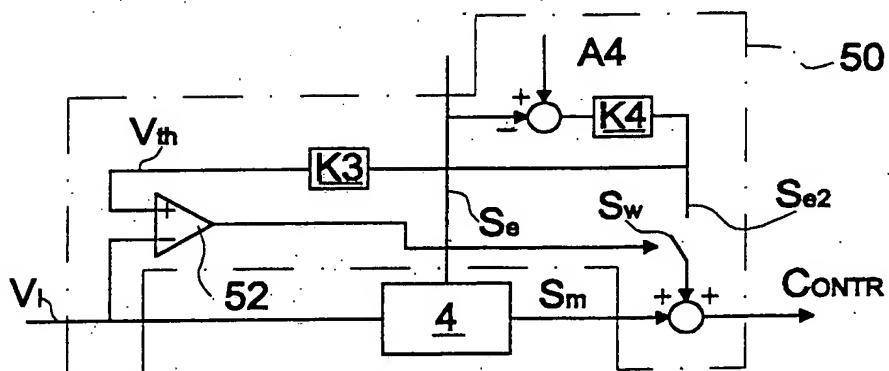 A4
50
+
−
K4
Vth
K3
+
−
Se
Sw
Se2
52
VI
4
Sm
+
+
CONTR